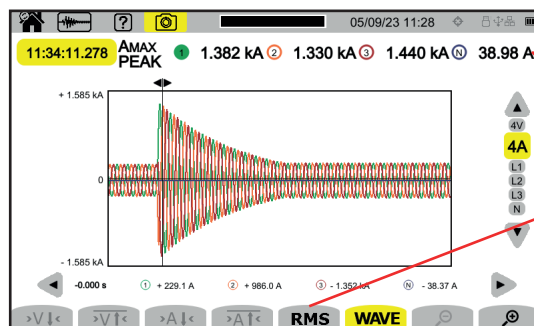 ? 05/09/23 11:28
11:34:11.278 AMAX PEAK 1 1.382 kA 2 1.330 kA 3 1.440 kA N 38.98 A
+ 1.585 kA
4V
4A
L1
0
L2
L3
N
- 1.585 kA
-0.000 s 1 + 229.1 A 2 + 986.0 A 3 - 1.352 kA N - 38.37 A
>V↓< >V↑< >A↓< >A↑< RMS WAVE